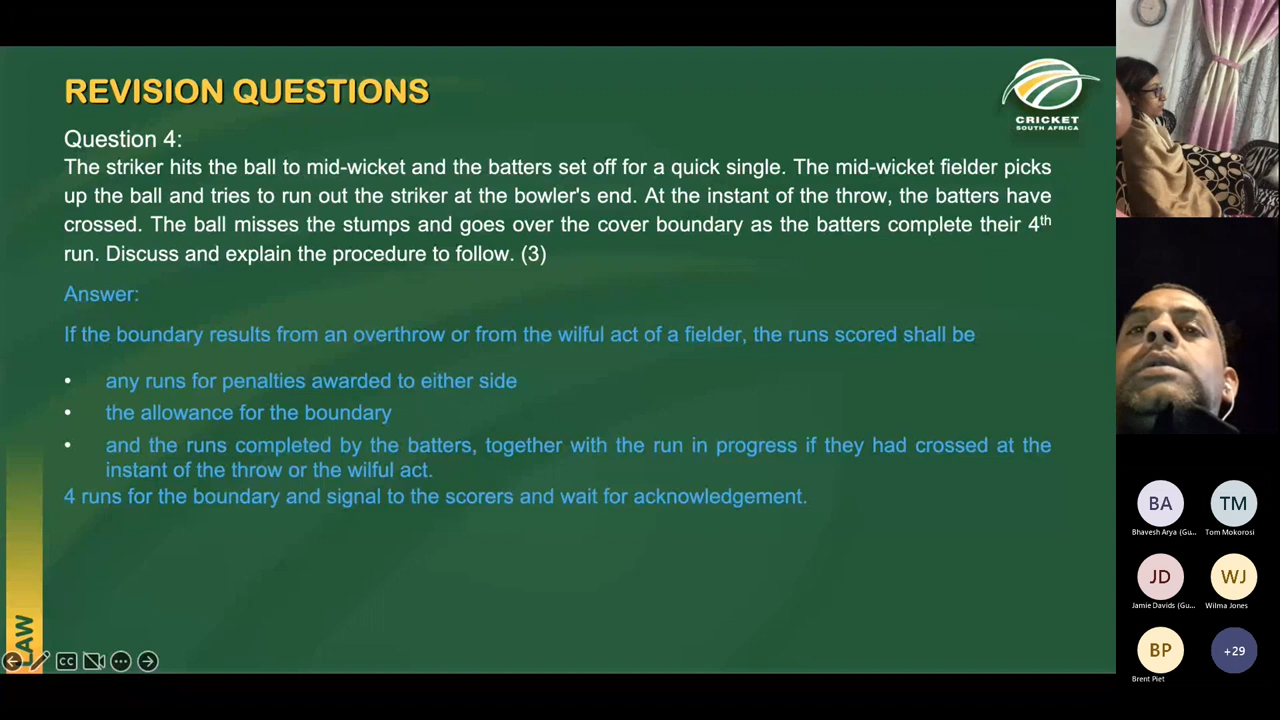 REVISION QUESTIONS
CRICKET
SOUTH AFRICA
Question 4:
The striker hits the ball to mid-wicket and the batters set off for a quick single. The mid-wicket fielder picks
up the ball and tries to run out the striker at the bowler's end. At the instant of the throw, the batters have
crossed. The ball misses the stumps and goes over the cover boundary as the batters complete their 4th
run. Discuss and explain the procedure to follow. (3)
Answer:
If the boundary results from an overthrow or from the wilful act of a fielder, the runs scored shall be
• any runs for penalties awarded to either side
• the allowance for the boundary
• and the runs completed by the batters, together with the run in progress if they had crossed at the
instant of the throw or the wilful act.
4 runs for the boundary and signal to the scorers and wait for acknowledgement.
LAW
CC
BA
TM
Bhavesh Arya (Gu...
Tom Mokorosi
JD
WJ
Jamie Davids (Gu...
Wilma Jones
BP
+29
Brent Piet